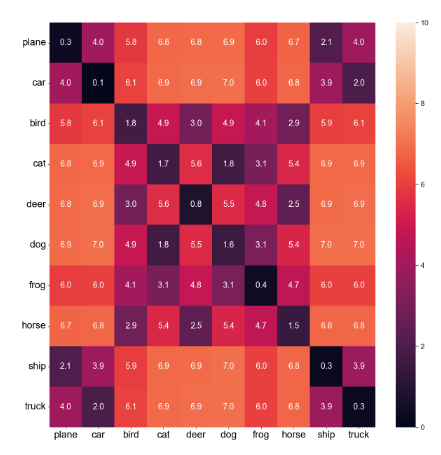 plane 0.3 4.0 5.8 6.8 6.8 6.9 6.0 6.7 2.1 4.0
car 4.0 0.1 6.1 6.9 6.9 7.0 6.0 6.8 3.9 2.0
bird 5.8 6.1 1.8 4.9 3.0 4.9 4.1 2.9 5.9 6.1
cat 6.8 6.9 4.9 1.7 5.6 1.8 3.1 5.4 6.9 6.9
deer 6.8 6.9 3.0 5.6 0.8 5.5 4.8 2.5 6.9 6.9
dog 6.9 7.0 4.9 1.8 5.5 1.6 3.1 5.4 7.0 7.0
frog 6.0 6.0 4.1 3.1 4.8 3.1 0.4 4.7 6.0 6.0
horse 6.7 6.8 2.9 5.4 2.5 5.4 4.7 1.5 6.8 6.8
ship 2.1 3.9 5.9 6.9 6.9 7.0 6.0 6.8 0.3 3.9
truck 4.0 2.0 6.1 6.9 6.9 7.0 6.0 6.8 3.9 0.3
plane car bird cat deer dog frog horse ship truck
10
8
6
4
2
0